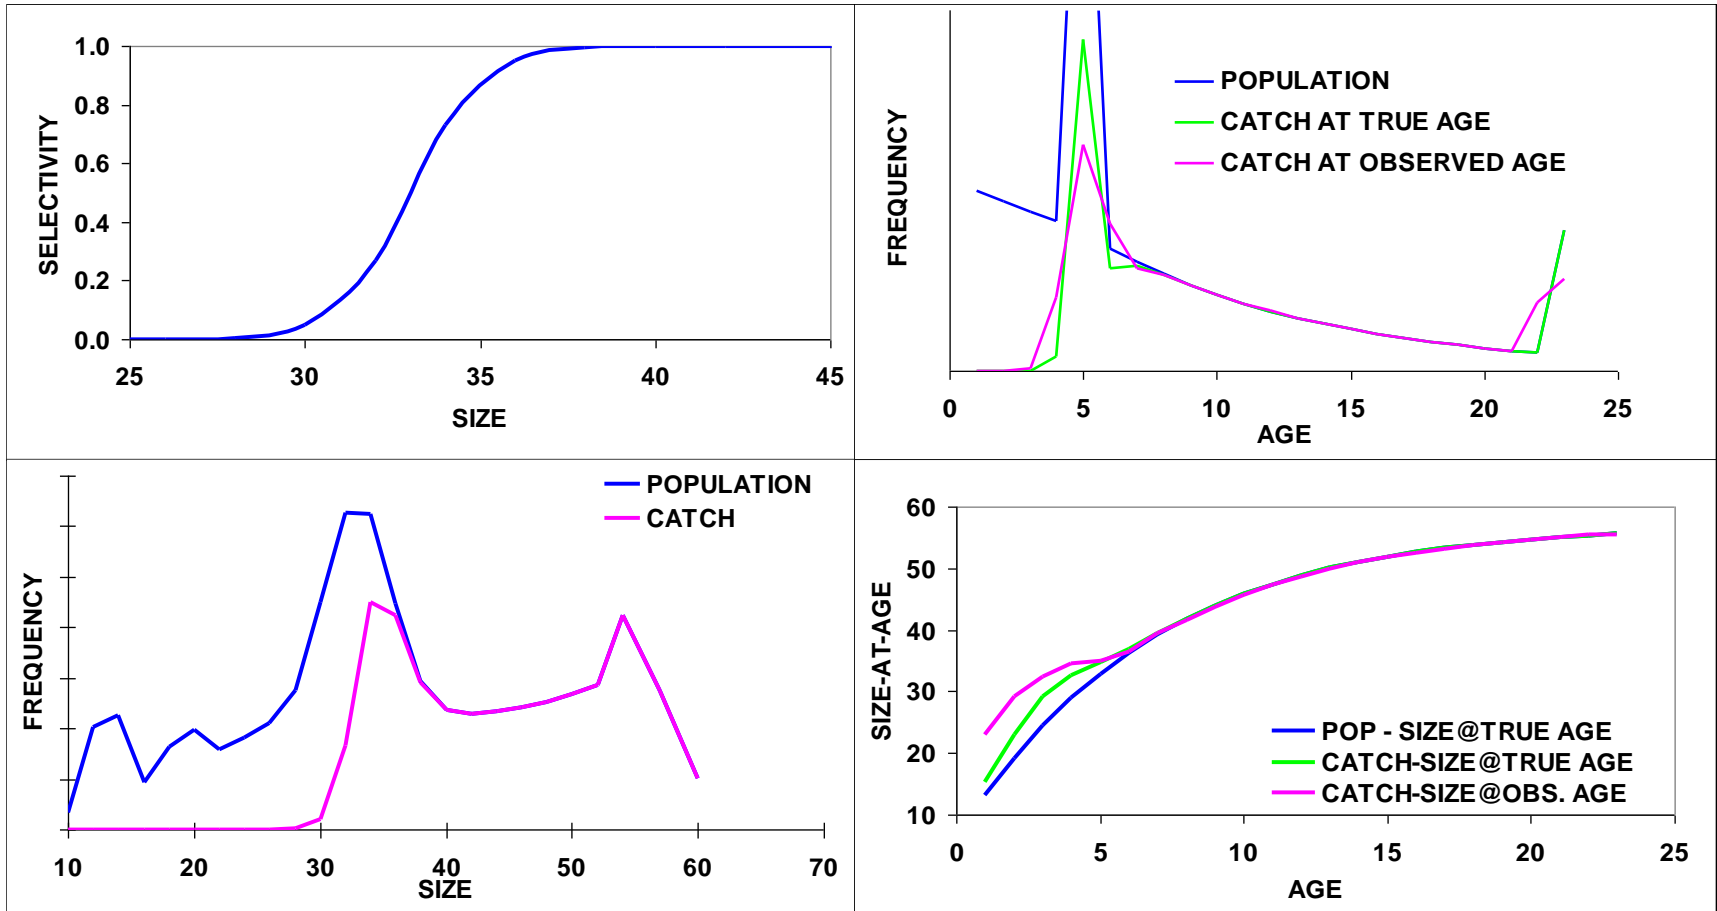 1.0
0.8
0.6
0.4
0.2
0.0
SELECTIVITY
25 30 35 40 45
SIZE
POPULATION
CATCH AT TRUE AGE
CATCH AT OBSERVED AGE
FREQUENCY
0 5 10 15 20 25
AGE
POPULATION
CATCH
FREQUENCY
10 20 30 40 50 60 70
SIZE
60
50
40
30
20
10
SIZE-AT-AGE
POP - SIZE@TRUE AGE
CATCH-SIZE@TRUE AGE
CATCH-SIZE@OBS. AGE
0 5 10 15 20 25
AGE